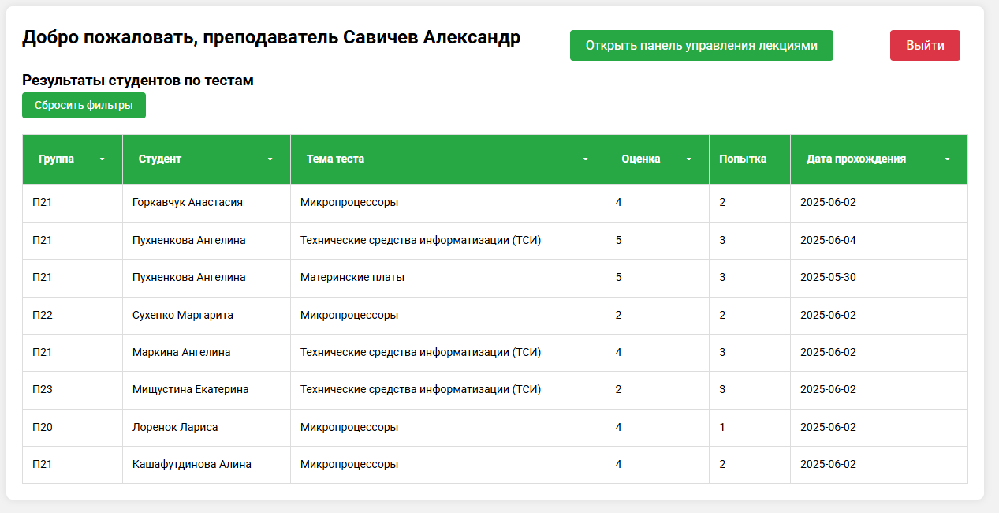 Добро пожаловать, преподаватель Савичев Александр
Открыть панель управления лекциями
Выйти
Результаты студентов по тестам
Сбросить фильтры
Группа Студент Тема теста Оценка Попытка Дата прохождения
П21 Горкавчук Анастасия Микропроцессоры 4 2 2025-06-02
П21 Пухненкова Ангелина Технические средства информатизации (ТСИ) 5 3 2025-06-04
П21 Пухненкова Ангелина Материнские платы 5 3 2025-05-30
П22 Сухенко Маргарита Микропроцессоры 2 2 2025-06-02
П21 Маркина Ангелина Технические средства информатизации (ТСИ) 4 3 2025-06-02
П23 Мищустина Екатерина Технические средства информатизации (ТСИ) 2 3 2025-06-02
П20 Лоренок Лариса Микропроцессоры 4 1 2025-06-02
П21 Кашафутдинова Алина Микропроцессоры 4 2 2025-06-02